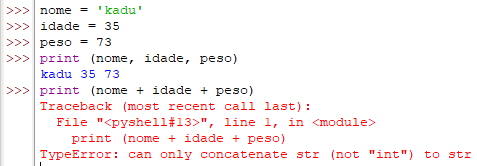 >>> nome = 'kadu'
>>> idade = 35
>>> peso = 73
>>> print (nome, idade, peso)
kadu 35 73
>>> print (nome + idade + peso)
Traceback (most recent call last):
  File "<pyshell#13>", line 1, in <module>
    print (nome + idade + peso)
TypeError: can only concatenate str (not "int") to str